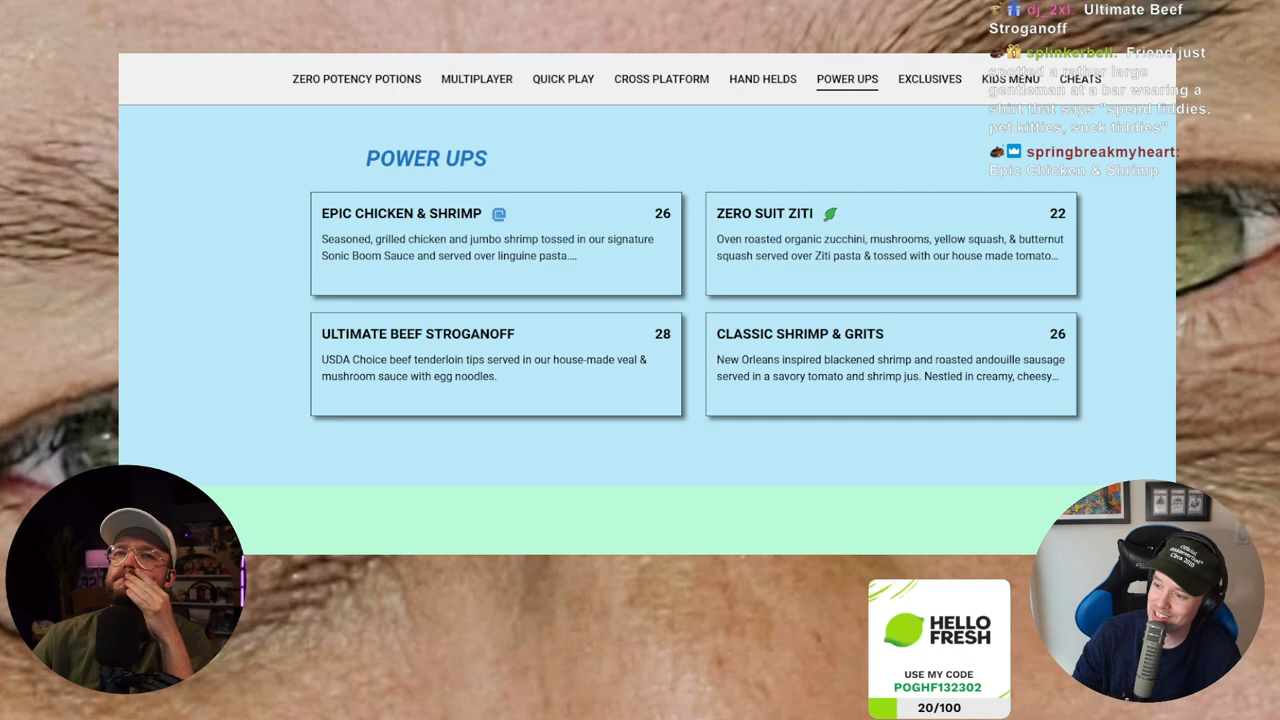 dj_2xl: Ultimate Beef
Stroganoff
splinkerbell: Friend just
spotted a rather large
gentleman at a bar wearing a
shirt that says "spend fiddies,
pet kitties, suck tiddies"
springbreakmyheart:
Epic Chicken & Shrimp
ZERO POTENCY POTIONS MULTIPLAYER QUICK PLAY CROSS PLATFORM HAND HELDS POWER UPS EXCLUSIVES KIDS MENU CHEATS
POWER UPS
EPIC CHICKEN & SHRIMP 26
Seasoned, grilled chicken and jumbo shrimp tossed in our signature
Sonic Boom Sauce and served over linguine pasta....
ZERO SUIT ZITI 22
Oven roasted organic zucchini, mushrooms, yellow squash, & butternut
squash served over Ziti pasta & tossed with our house made tomato...
ULTIMATE BEEF STROGANOFF 28
USDA Choice beef tenderloin tips served in our house-made veal &
mushroom sauce with egg noodles.
CLASSIC SHRIMP & GRITS 26
New Orleans inspired blackened shrimp and roasted andouille sausage
served in a savory tomato and shrimp jus. Nestled in creamy, cheesy...
HELLO
FRESH
USE MY CODE
POGHF132302
20/100